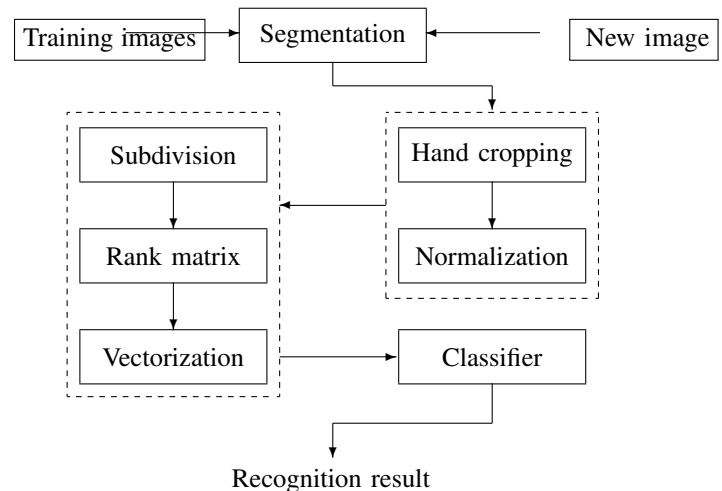 Training images
Segmentation
New image
Subdivision
Hand cropping
Rank matrix
Normalization
Vectorization
Classifier
Recognition result